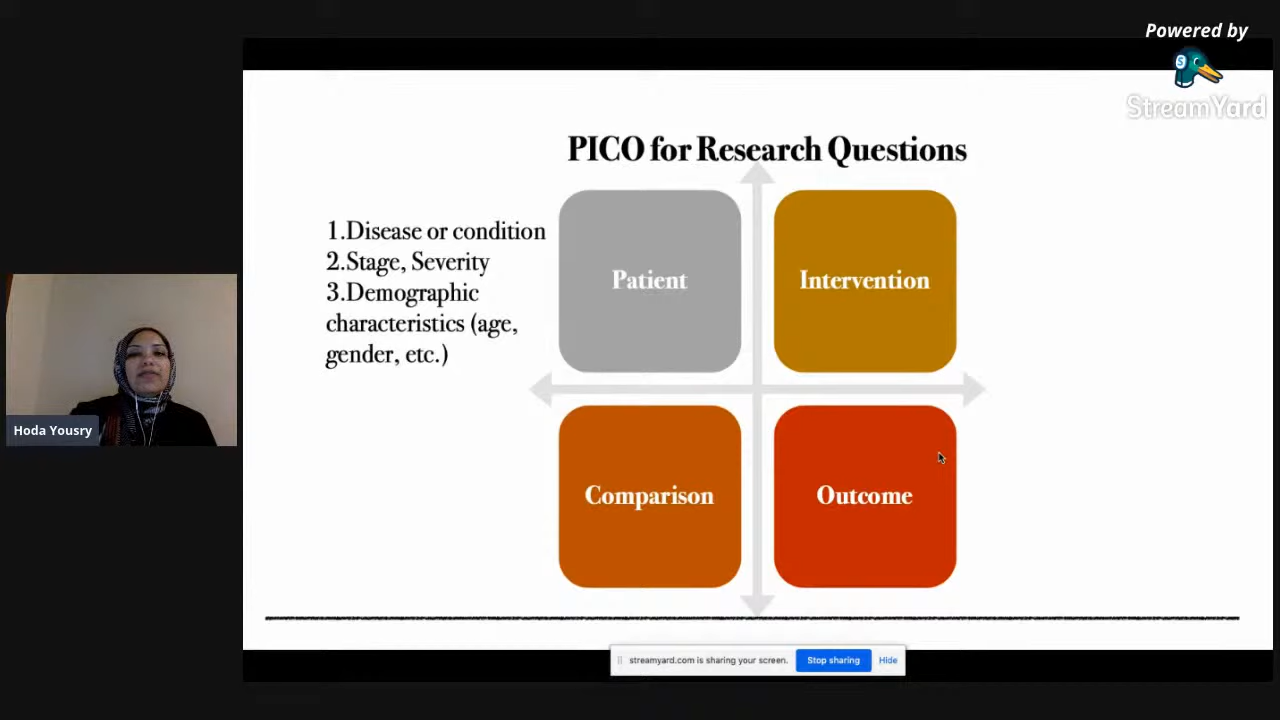 Powered by
StreamYard
PICO for Research Questions
1.Disease or condition
2.Stage, Severity
3.Demographic
characteristics (age,
gender, etc.)
Patient
Intervention
Comparison
Outcome
Hoda Yousry
streamyard.com is sharing your screen.
Stop sharing
Hide